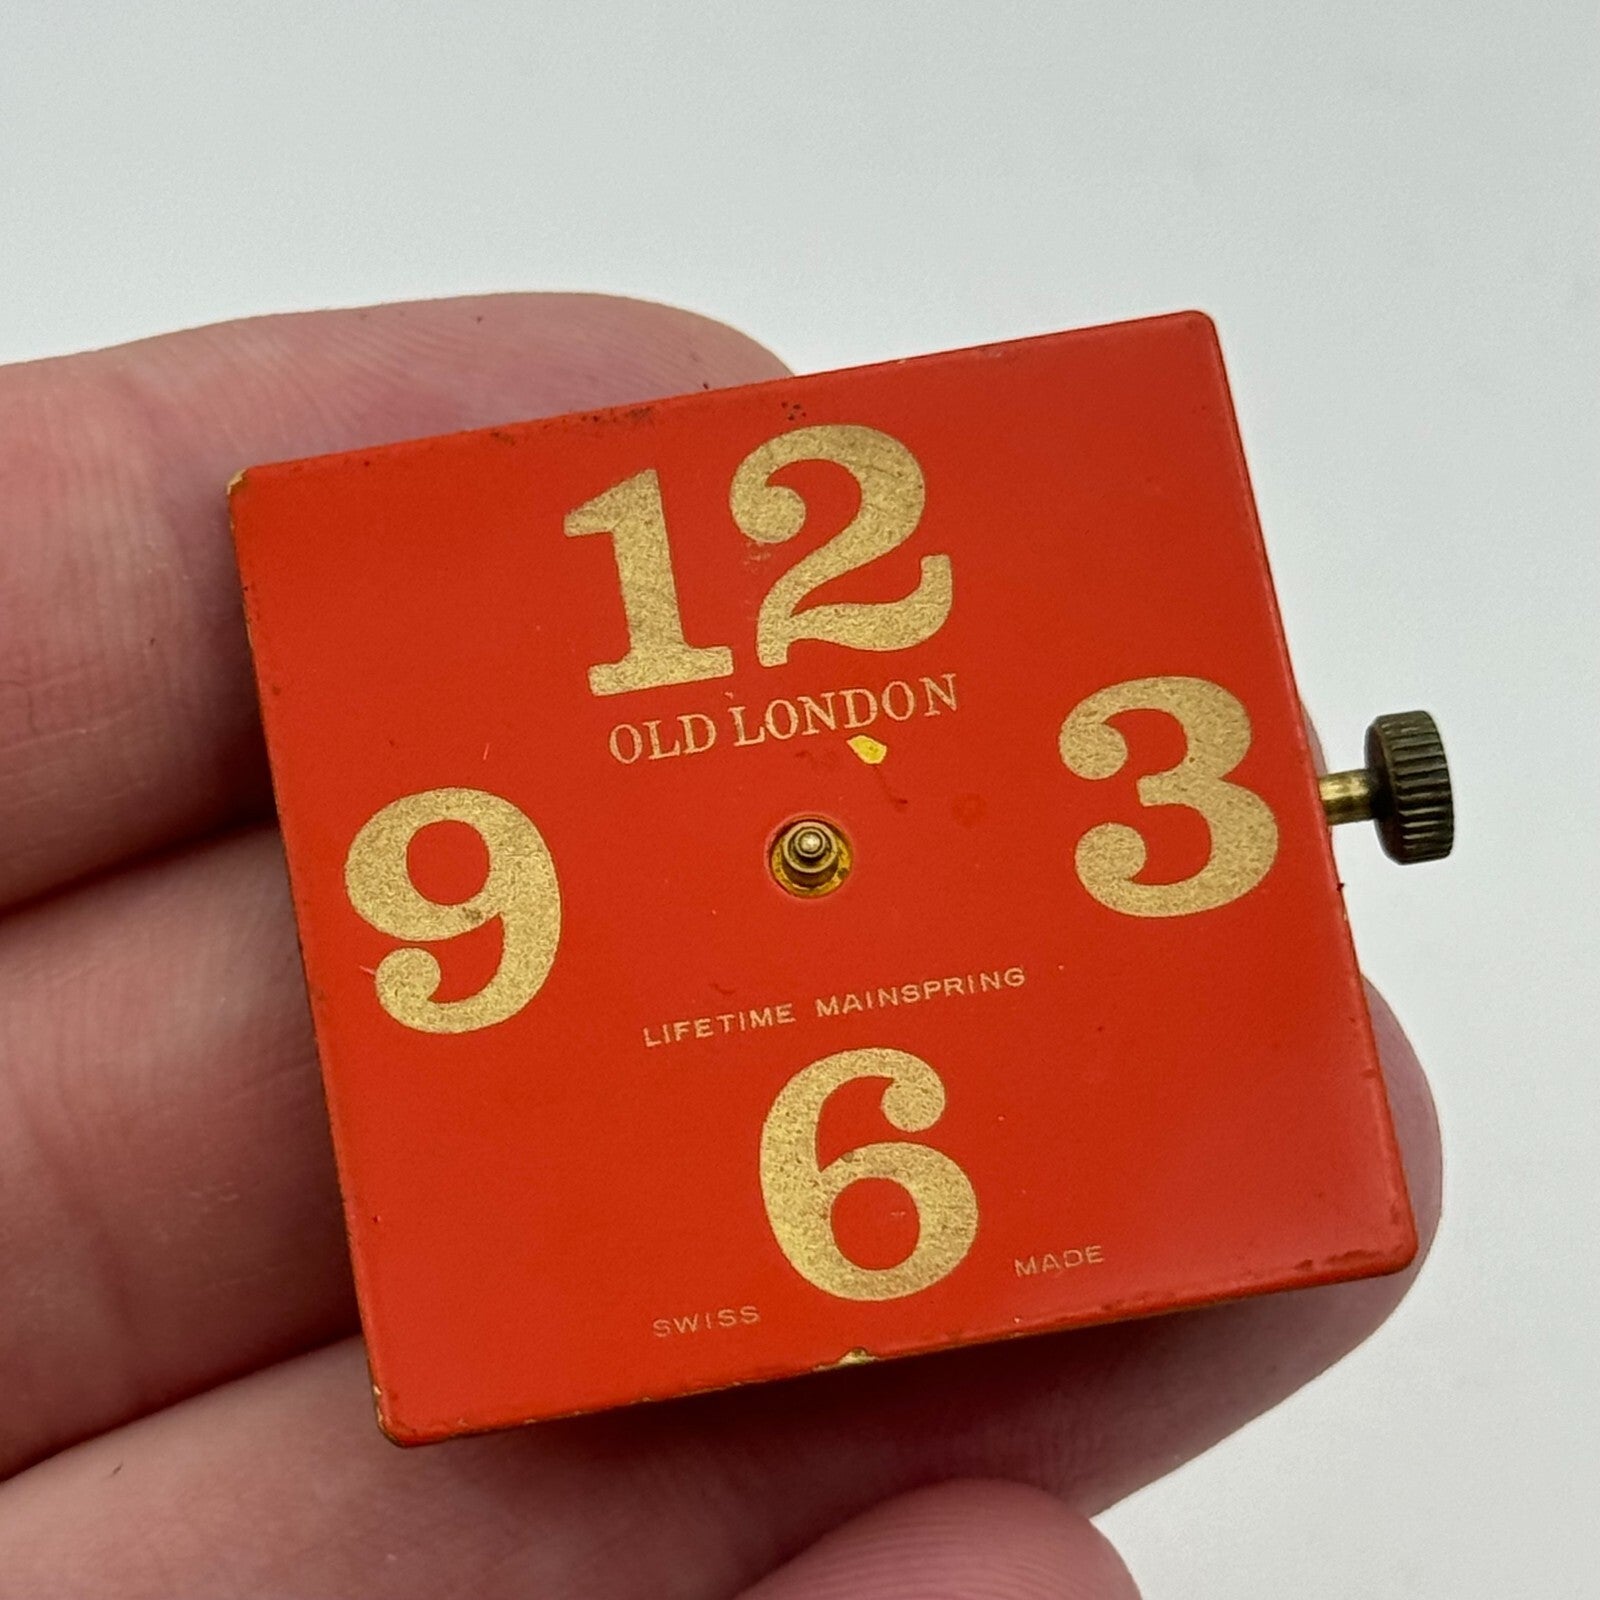 12
OLD LONDON
9 3
LIFETIME MAINSPRING
6
SWISS MADE